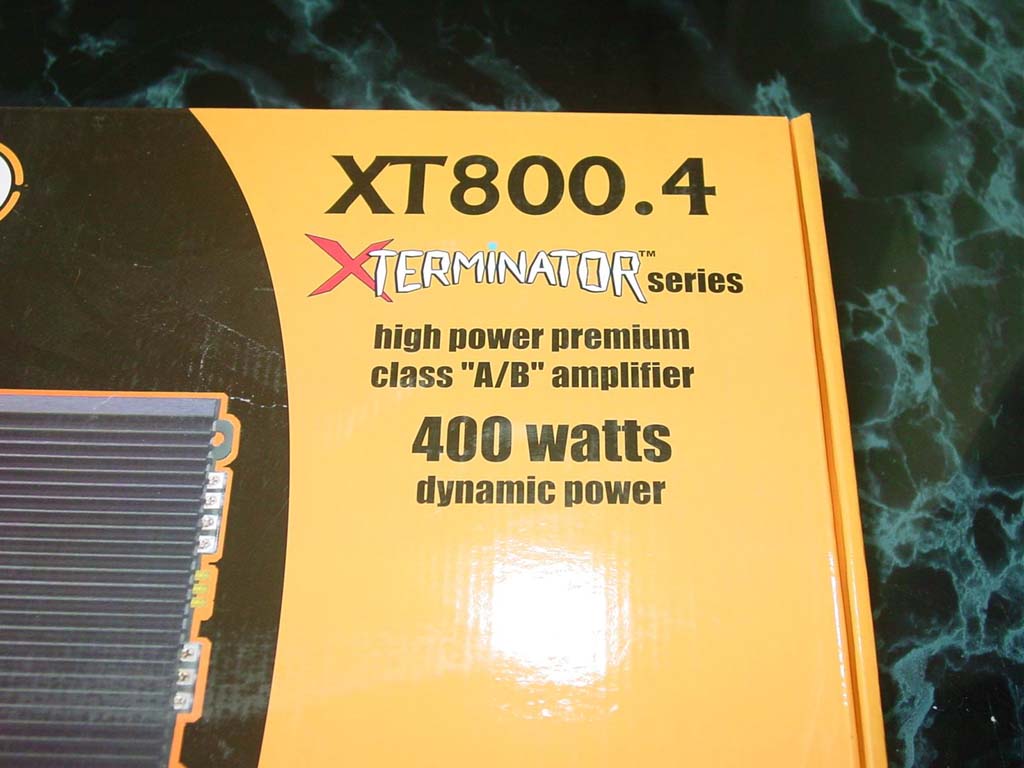 XT800.4
XTERMINATOR™ series
high power premium
class "A/B" amplifier
400 watts
dynamic power